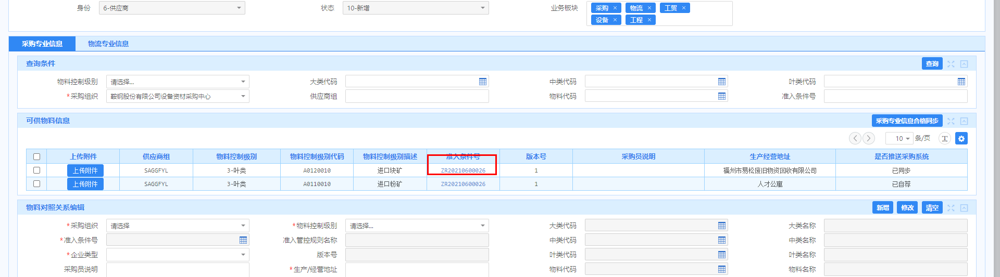 身份 6-供应商 状态 10-新增 业务板块 采购 × 物流 × 工贸 ×
设备 × 工程 ×
采购专业信息 物流专业信息
查询条件 查询
物料控制级别 请选择... 大类代码 中类代码 叶类代码
*采购组织 鞍钢股份有限公司设备资材采购中心 供应商组 物料代码 准入条件号
可供物料信息 采购专业信息合格同步
10 条/页 T
上传附件 供应商组 物料控制级别 物料控制级别代码 物料控制级别描述 准入条件号 版本号 采购员说明 生产经营地址 是否推送采购系统
上传附件 SAGGFYL 3-叶类 A0120010 进口块矿 ZR20210600026 1 福州市易松废旧物资回收有限公司 已同步
上传附件 SAGGFYL 3-叶类 A0110010 进口粉矿 ZR20210600026 1 人才公寓 已自荐
物料对照关系编辑 新增 修改 清空
*采购组织 请选择 *物料控制级别 请选择... 大类代码 大类名称
*准入条件号 准入管控规则名称 中类代码 中类名称
*企业类型 版本号 叶类代码 叶类名称
采购员说明 *生产/经营地址 物料代码 物料名称